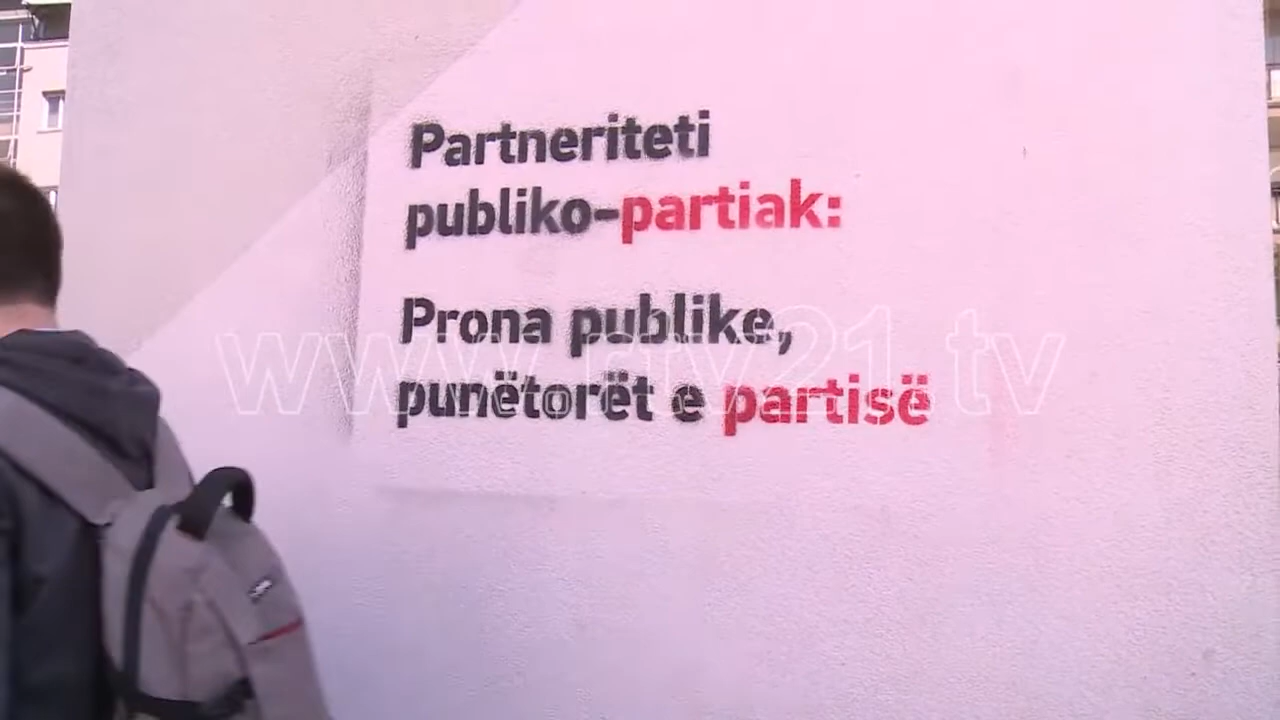 Partneriteti
publiko-partiak:
Prona publike,
punëtorët e partisë
www.rtv21.tv